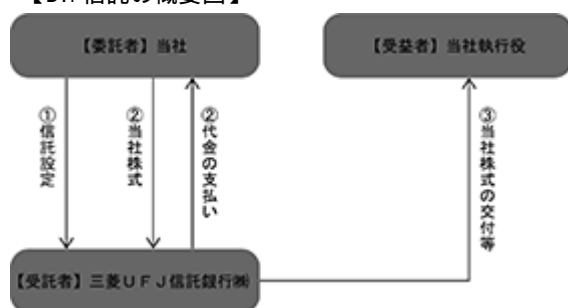 【BIP信託の概要図】
【委託者】当社
【受益者】当社執行役
①信託設定
②当社株式
②代金の支払い
③当社株式の交付等
【受託者】三菱UFJ信託銀行㈱